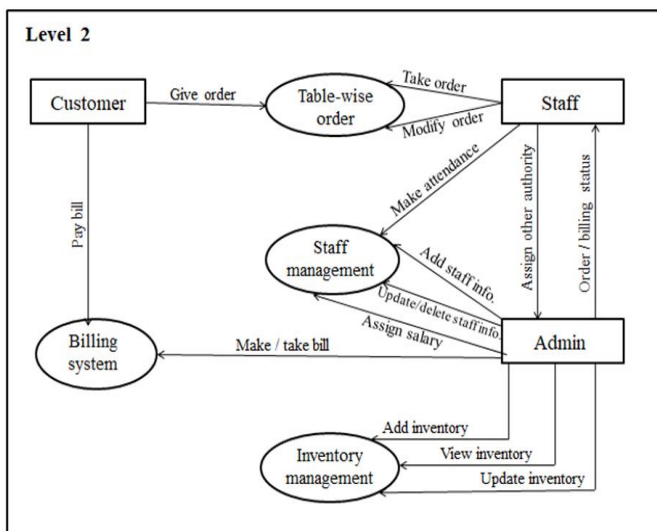 Level 2
Customer
Give order
Table-wise
order
Take order
Modify order
Staff
Pay bill
Make attendance
Assign other authority
Order / billing status
Staff
management
Add staff info.
Update/delete staff info.
Assign salary
Billing
system
Make / take bill
Admin
Add inventory
Inventory
management
View inventory
Update inventory